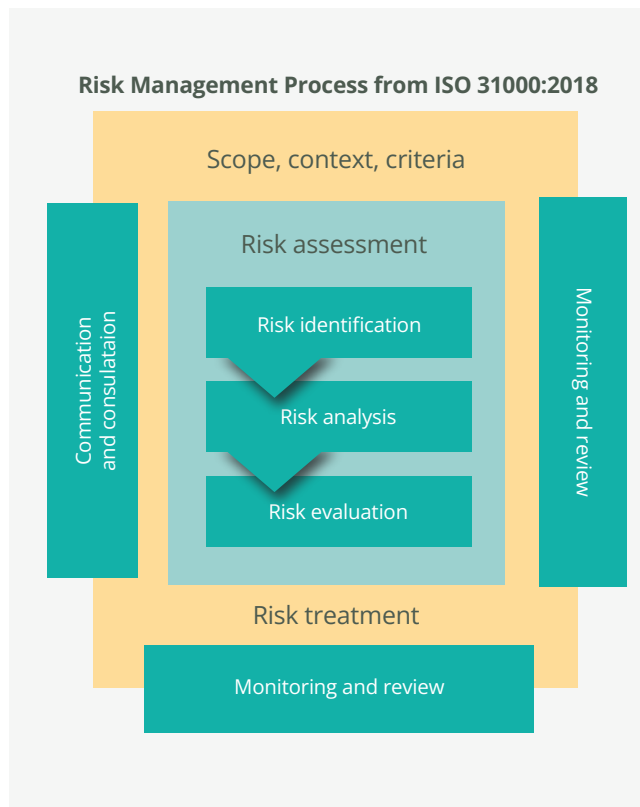 Risk Management Process from ISO 31000:2018
Scope, context, criteria
Risk assessment
Risk identification
Risk analysis
Risk evaluation
Communication
and consulataion
Monitoring and review
Risk treatment
Monitoring and review